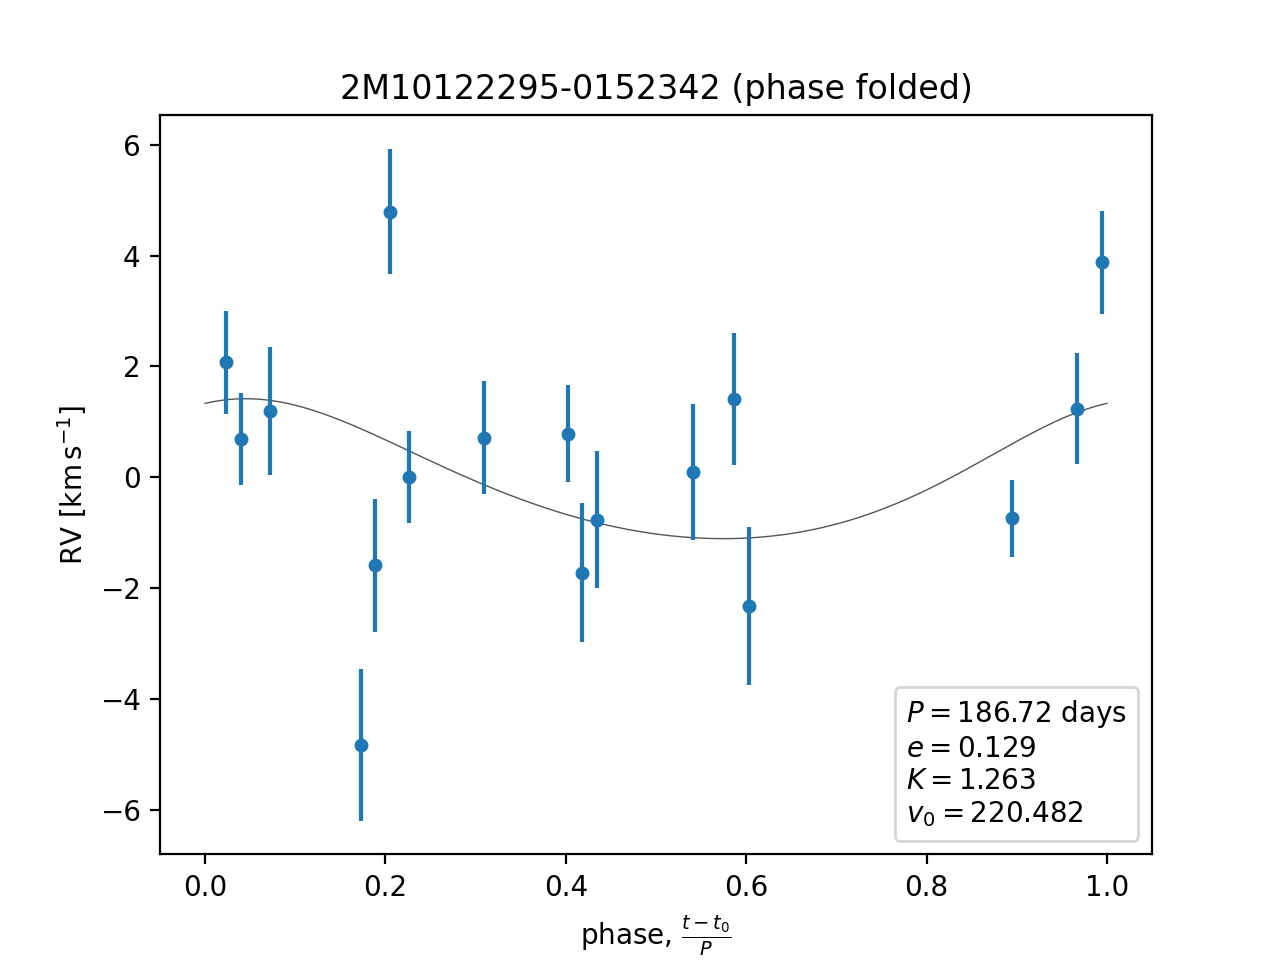 2M10122295-0152342 (phase folded)
RV [km s⁻¹]
6
4
2
0
−2
−4
−6
P = 186.72 days
e = 0.129
K = 1.263
v₀ = 220.482
0.0 0.2 0.4 0.6 0.8 1.0
phase, (t − t₀)/P